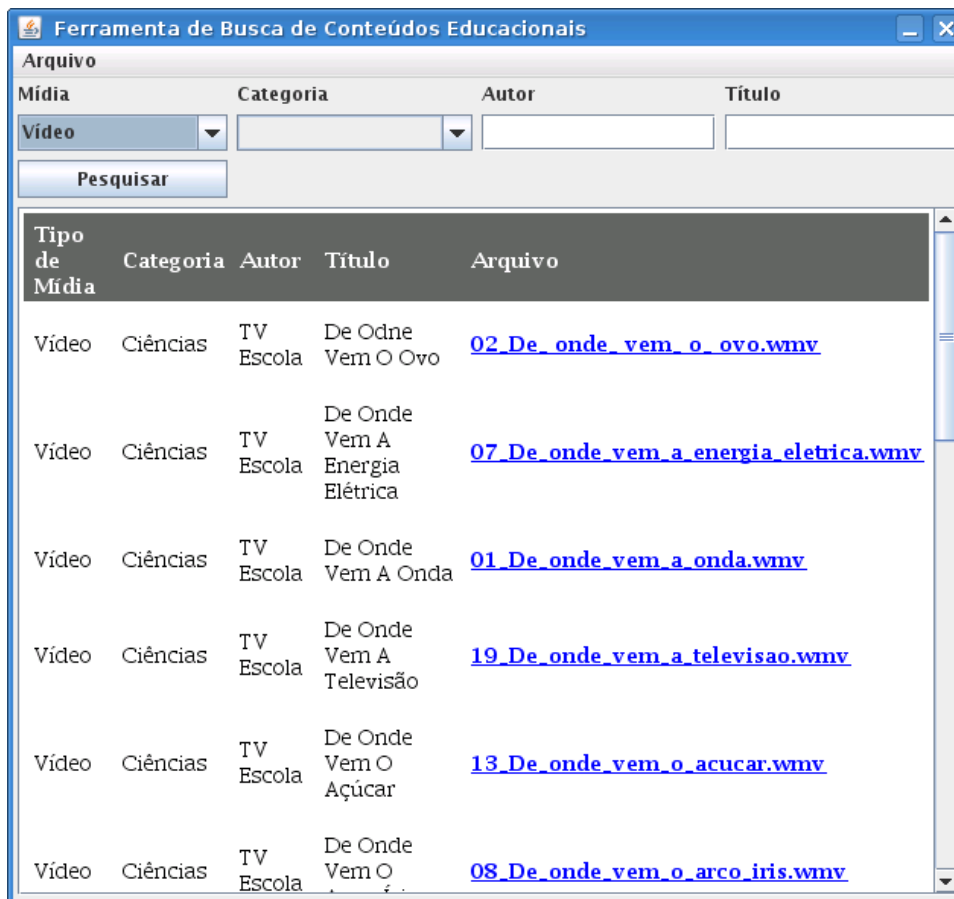 Ferramenta de Busca de Conteúdos Educacionais
Arquivo
Mídia Categoria Autor Título
Vídeo
Pesquisar
Tipo
de
Mídia
Categoria Autor Título Arquivo
Vídeo Ciências TV
Escola
De Odne
Vem O Ovo
02_De_ onde_ vem_ o_ ovo.wmv
Vídeo Ciências TV
Escola
De Onde
Vem A
Energia
Elétrica
07_De_onde_vem_a_energia_eletrica.wmv
Vídeo Ciências TV
Escola
De Onde
Vem A Onda
01_De_onde_vem_a_onda.wmv
Vídeo Ciências TV
Escola
De Onde
Vem A
Televisão
19_De_onde_vem_a_televisao.wmv
Vídeo Ciências TV
Escola
De Onde
Vem O
Açúcar
13_De_onde_vem_o_acucar.wmv
Vídeo Ciências TV
Escola
De Onde
Vem O
08_De_onde_vem_o_arco_iris.wmv